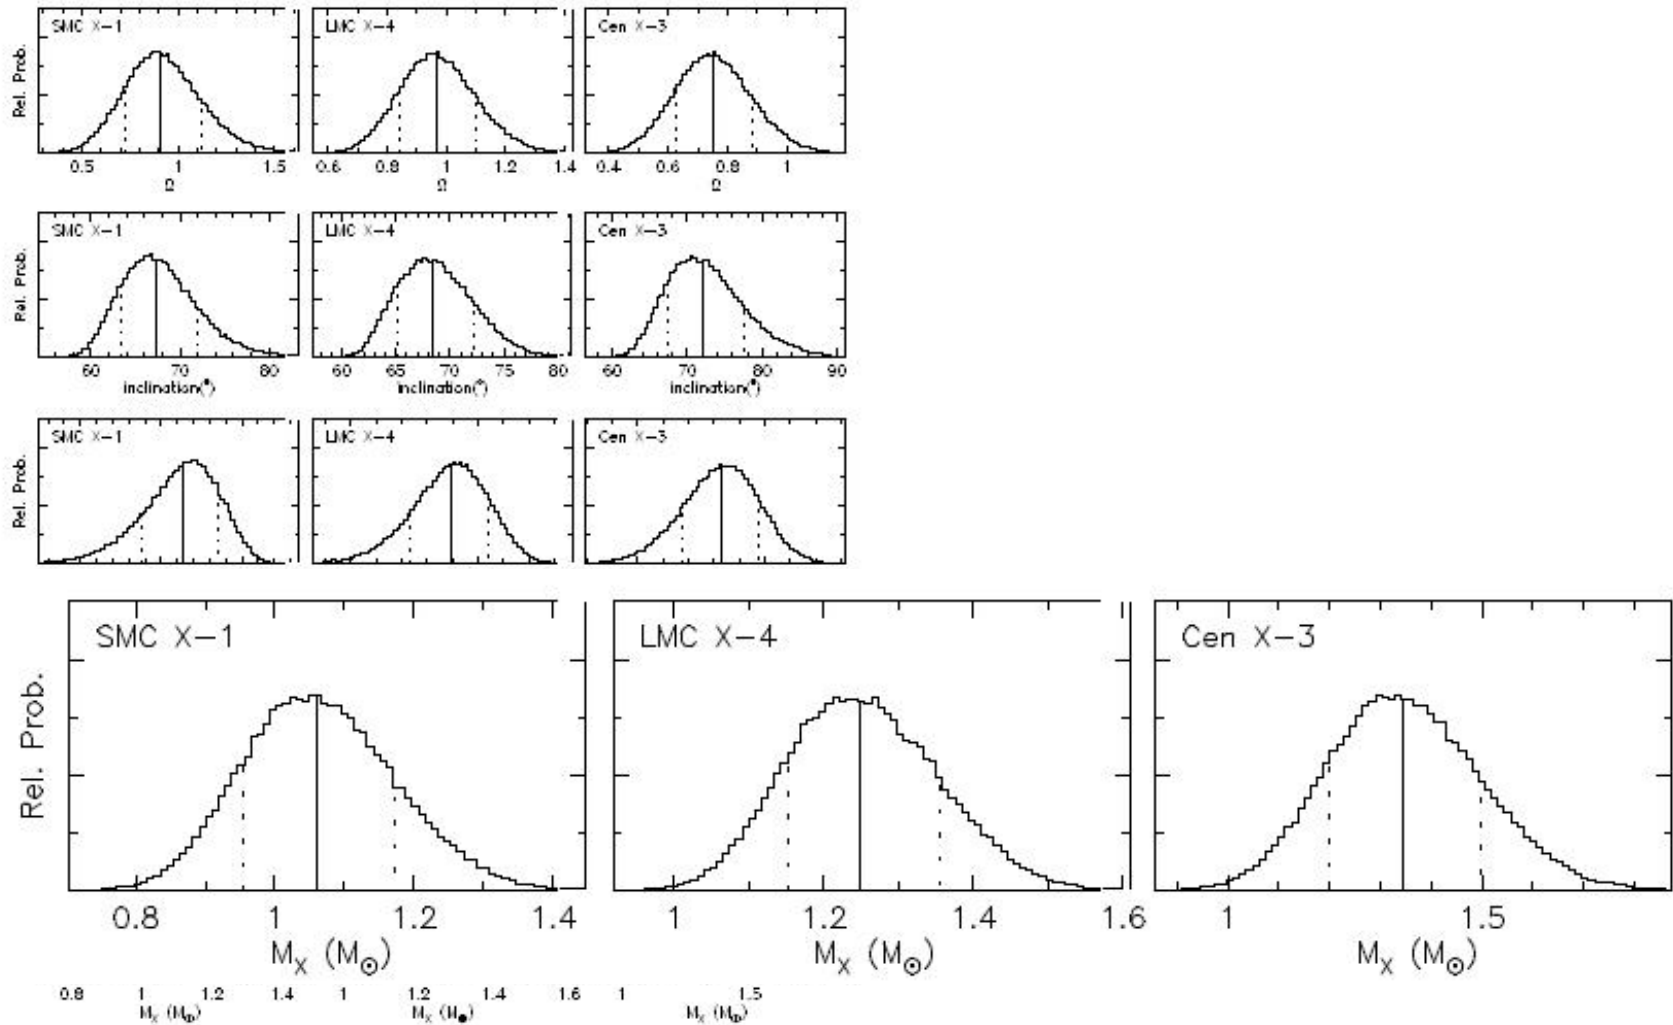 SMC X-1 LMC X-4 Cen X-3
Rel. Prob.
0.5 1 1.5 0.6 0.8 1 1.2 1.4 0.4 0.6 0.8 1
Ω Ω Ω
SMC X-1 LMC X-4 Cen X-3
Rel. Prob.
60 70 80 60 65 70 75 80 60 70 80 90
inclination(°) inclination(°) inclination(°)
SMC X-1 LMC X-4 Cen X-3
Rel. Prob.
SMC X-1 LMC X-4 Cen X-3
Rel. Prob.
0.8 1 1.2 1.4 1 1.2 1.4 1.6 1 1.5
M_X (M_⊙) M_X (M_⊙) M_X (M_⊙)
0.8 1 1.2 1.4 1 1.2 1.4 1.6 1 1.5
M_X (M_⊙) M_X (M_⊙) M_X (M_⊙)